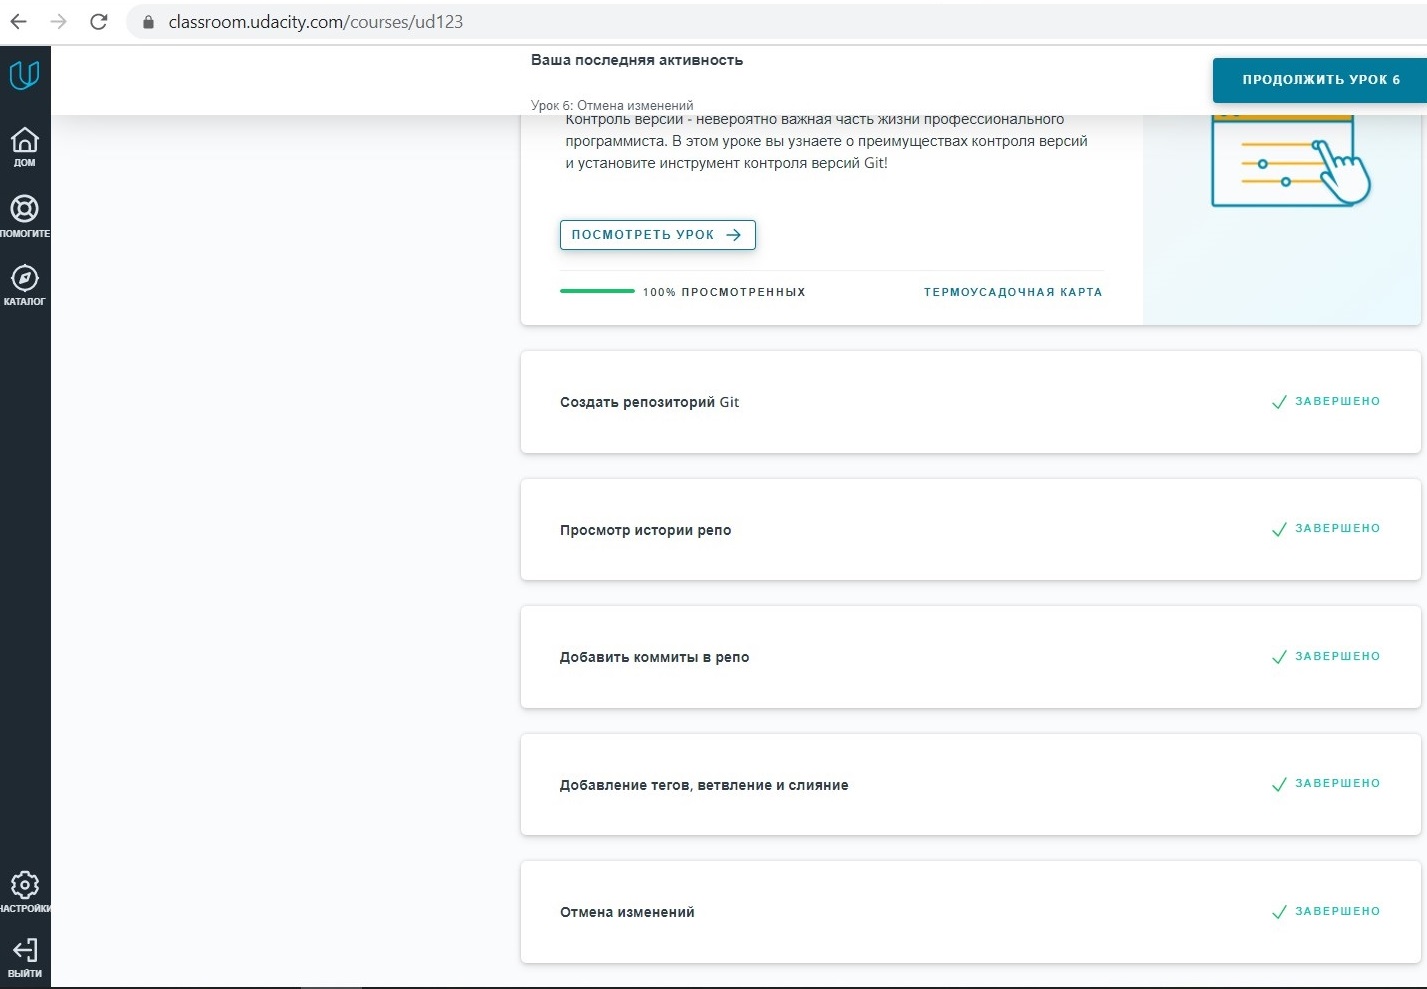 classroom.udacity.com/courses/ud123
Ваша последняя активность
Урок 6: Отмена изменений
ПРОДОЛЖИТЬ УРОК 6
ДОМ
ПОМОГИТЕ
КАТАЛОГ
Контроль версии - невероятно важная часть жизни профессионального
программиста. В этом уроке вы узнаете о преимуществах контроля версий
и установите инструмент контроля версий Git!
ПОСМОТРЕТЬ УРОК
100% ПРОСМОТРЕННЫХ
ТЕРМОУСАДОЧНАЯ КАРТА
Создать репозиторий Git
ЗАВЕРШЕНО
Просмотр истории репо
ЗАВЕРШЕНО
Добавить коммиты в репо
ЗАВЕРШЕНО
Добавление тегов, ветвление и слияние
ЗАВЕРШЕНО
Отмена изменений
ЗАВЕРШЕНО
НАСТРОЙКИ
ВЫЙТИ